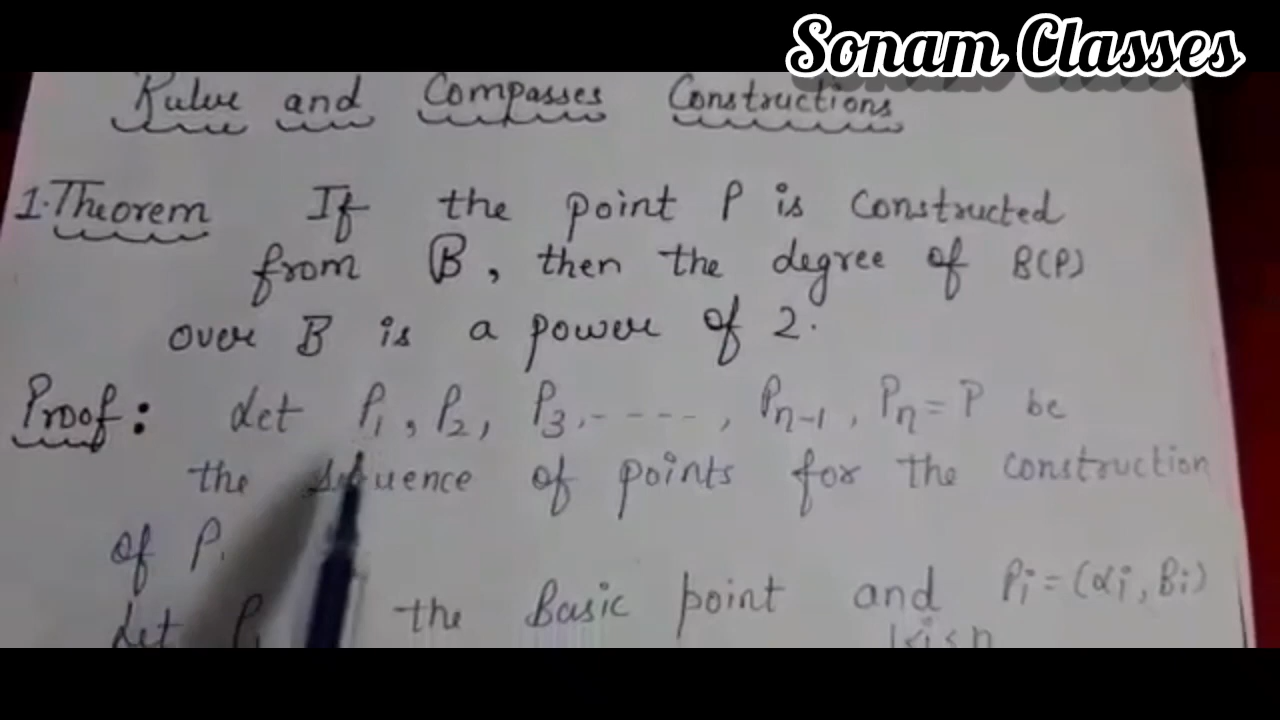 Sonam Classes
Ruler and Compasses Constructions
1. Theorem If the point P is constructed
from B, then the degree of B(P)
over B is a power of 2.
Proof: Let P₁, P₂, P₃, ----, Pₙ₋₁, Pₙ = P be
the sequence of points for the construction
of P.
Let the Basic point and Pi = (αi, Bi)